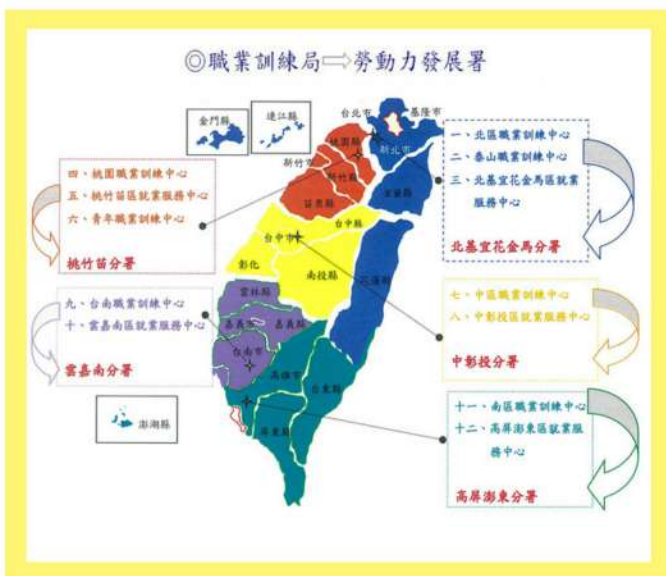 ◎職業訓練局⇨勞動力發展署
金門縣
連江縣
台北市
基隆市
新北市
桃園縣
新竹市
新竹縣
苗栗縣
宜蘭縣
台中縣
台中市
彰化
南投縣
花蓮縣
雲林縣
嘉義市
嘉義縣
台南市
高雄市
台東縣
屏東縣
澎湖縣
四、桃園職業訓練中心
五、桃竹苗區就業服務中心
六、青年職業訓練中心
桃竹苗分署
九、台南職業訓練中心
十、雲嘉南區就業服務中心
雲嘉南分署
一、北區職業訓練中心
二、泰山職業訓練中心
三、北基宜花金馬區就業
服務中心
北基宜花金馬分署
七、中區職業訓練中心
八、中彰投區就業服務中心
中彰投分署
十一、南區職業訓練中心
十二、高屏澎東區就業服
務中心
高屏澎東分署